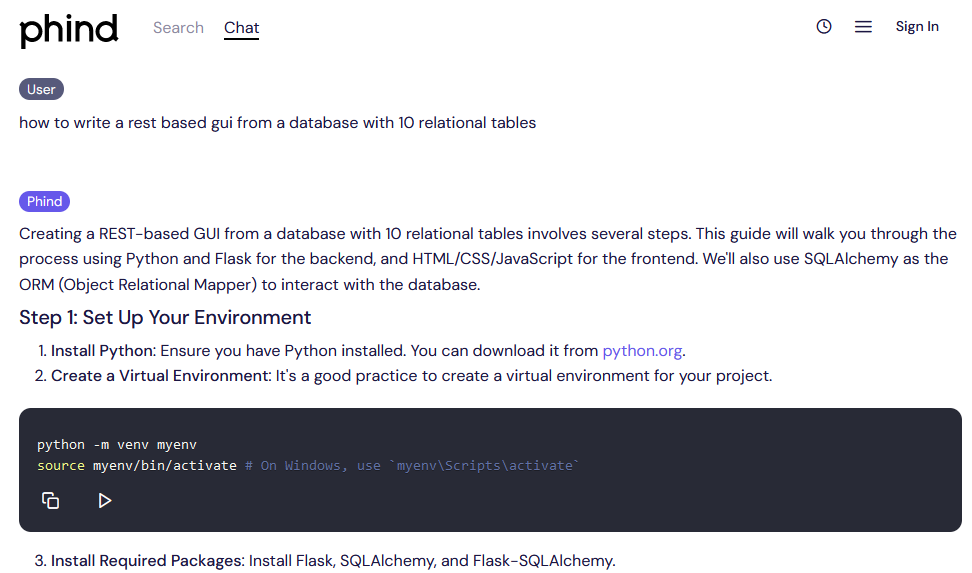 phind Search Chat Sign In
User
how to write a rest based gui from a database with 10 relational tables
Phind
Creating a REST-based GUI from a database with 10 relational tables involves several steps. This guide will walk you through the
process using Python and Flask for the backend, and HTML/CSS/JavaScript for the frontend. We'll also use SQLAlchemy as the
ORM (Object Relational Mapper) to interact with the database.
Step 1: Set Up Your Environment
1. Install Python: Ensure you have Python installed. You can download it from python.org.
2. Create a Virtual Environment: It's a good practice to create a virtual environment for your project.
python -m venv myenv
source myenv/bin/activate # On Windows, use `myenv\Scripts\activate`
3. Install Required Packages: Install Flask, SQLAlchemy, and Flask-SQLAlchemy.